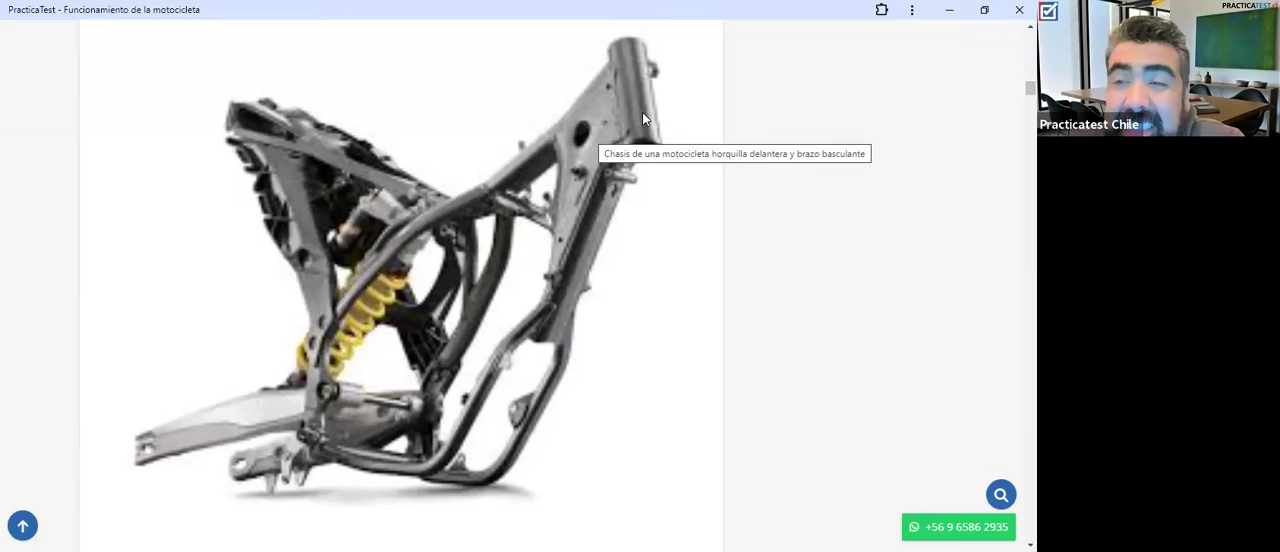 PracticaTest - Funcionamiento de la motocicleta
PRACTICATEST
Practicatest Chile
Chasis de una motocicleta horquilla delantera y brazo basculante
+56 9 6586 2935